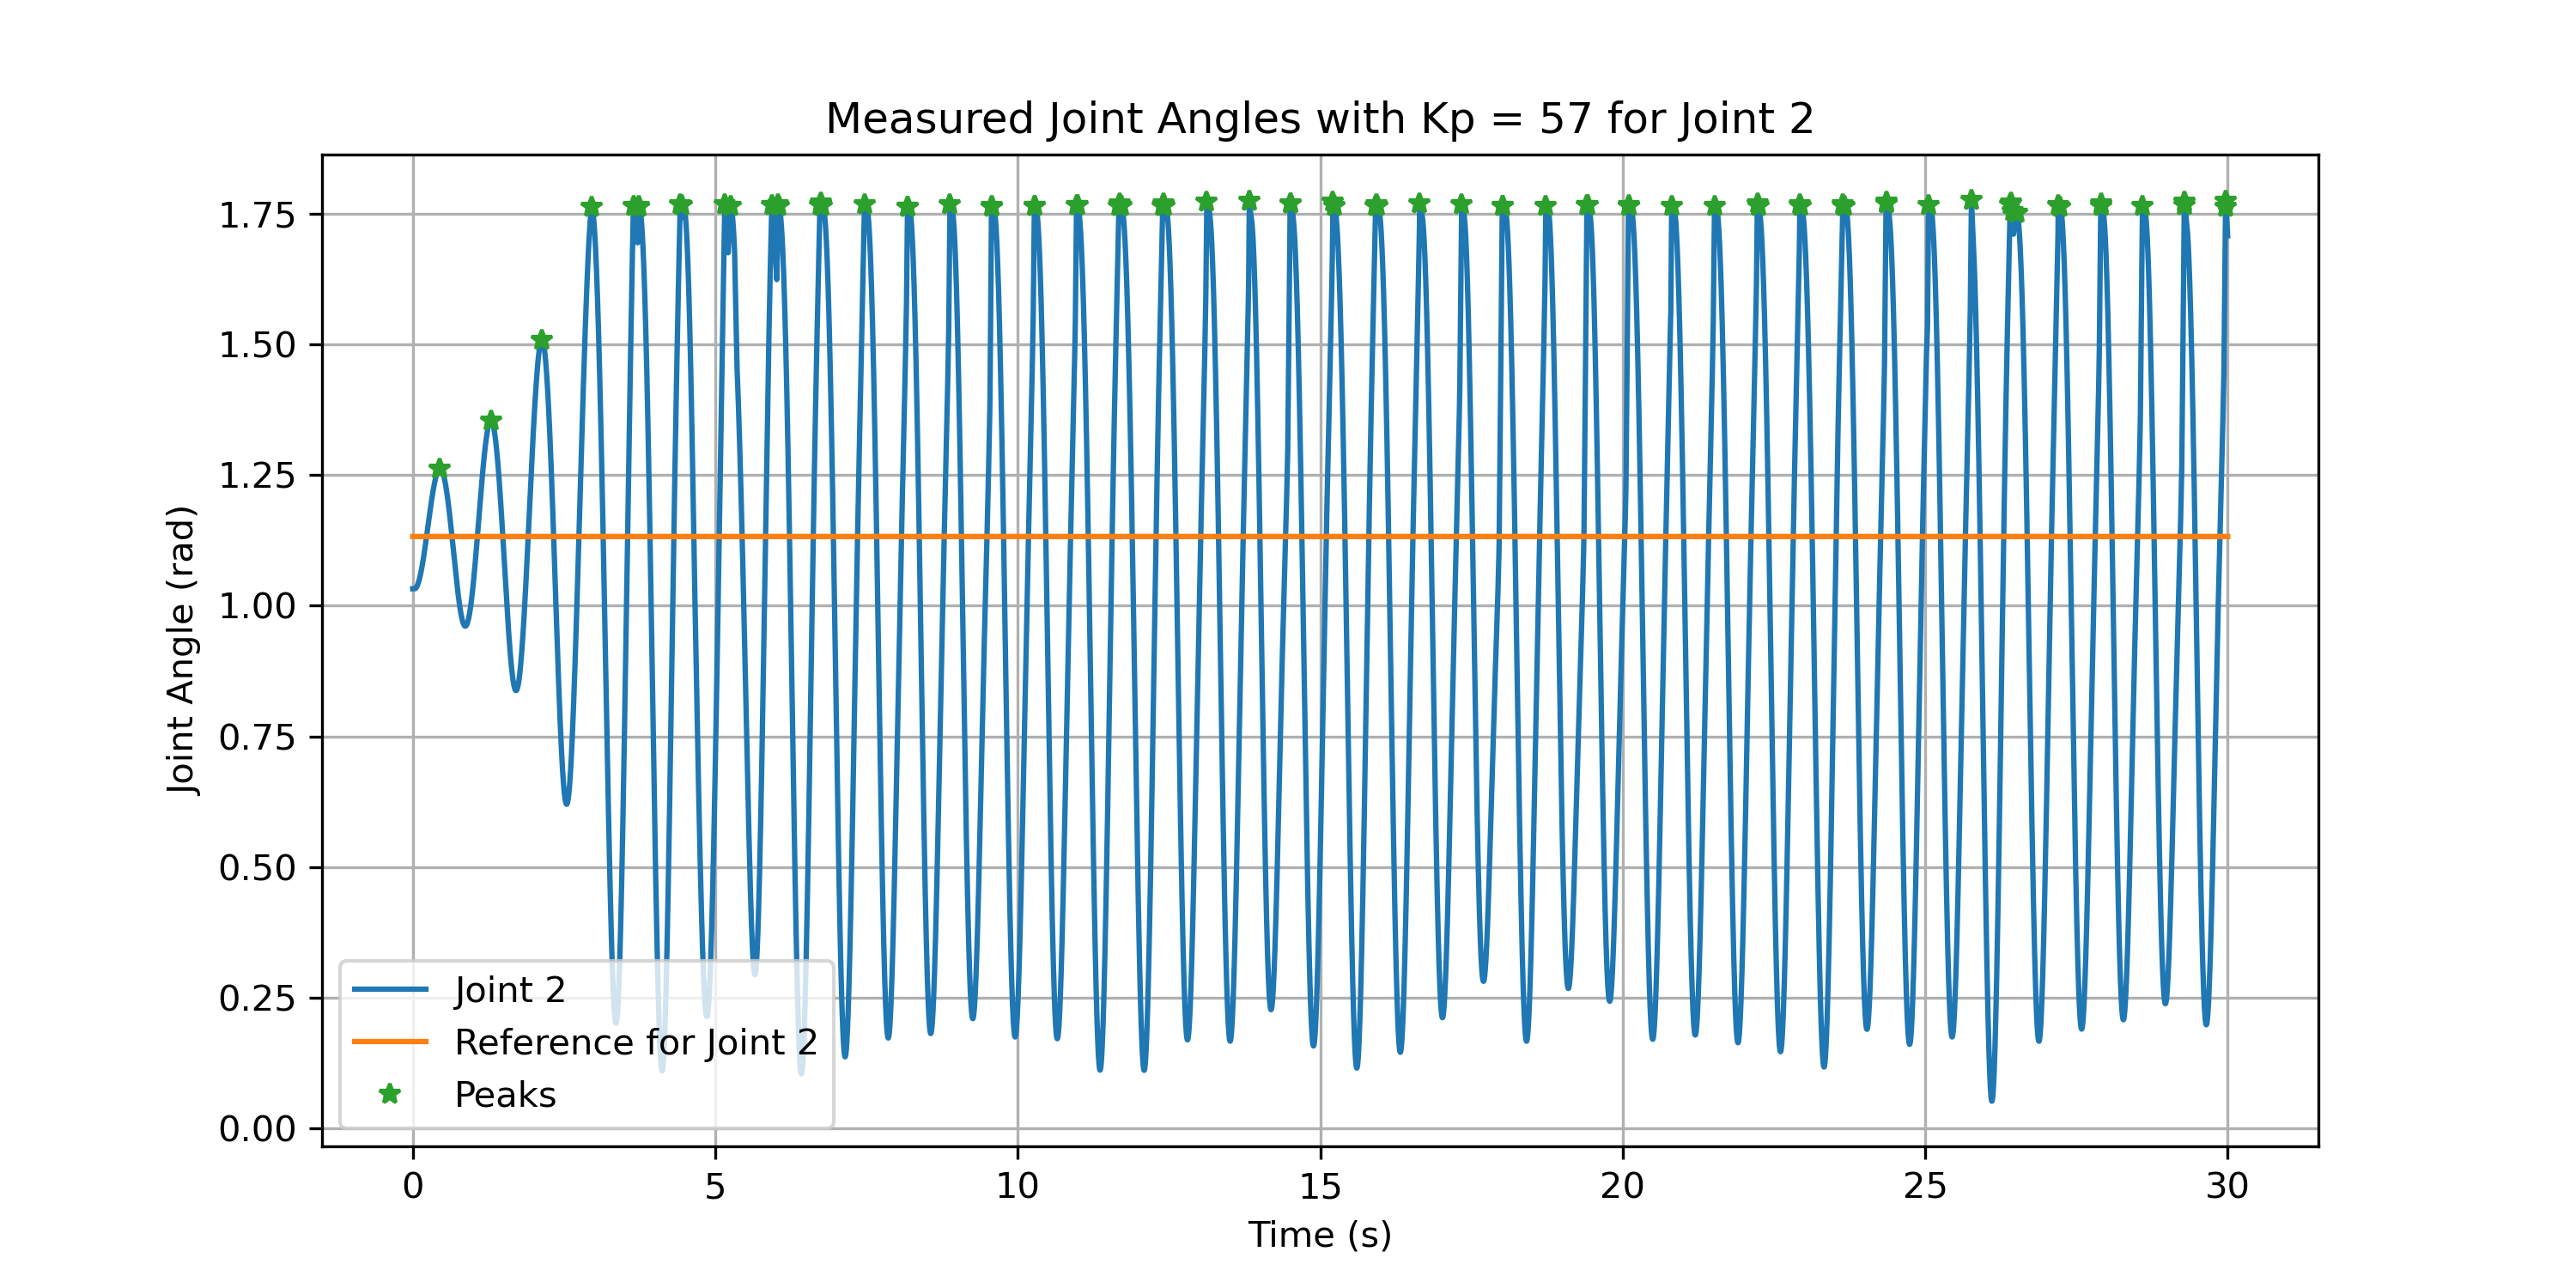 Measured Joint Angles with Kp = 57 for Joint 2
Joint Angle (rad)
1.75
1.50
1.25
1.00
0.75
0.50
0.25
0.00
Joint 2
Reference for Joint 2
Peaks
0 5 10 15 20 25 30
Time (s)